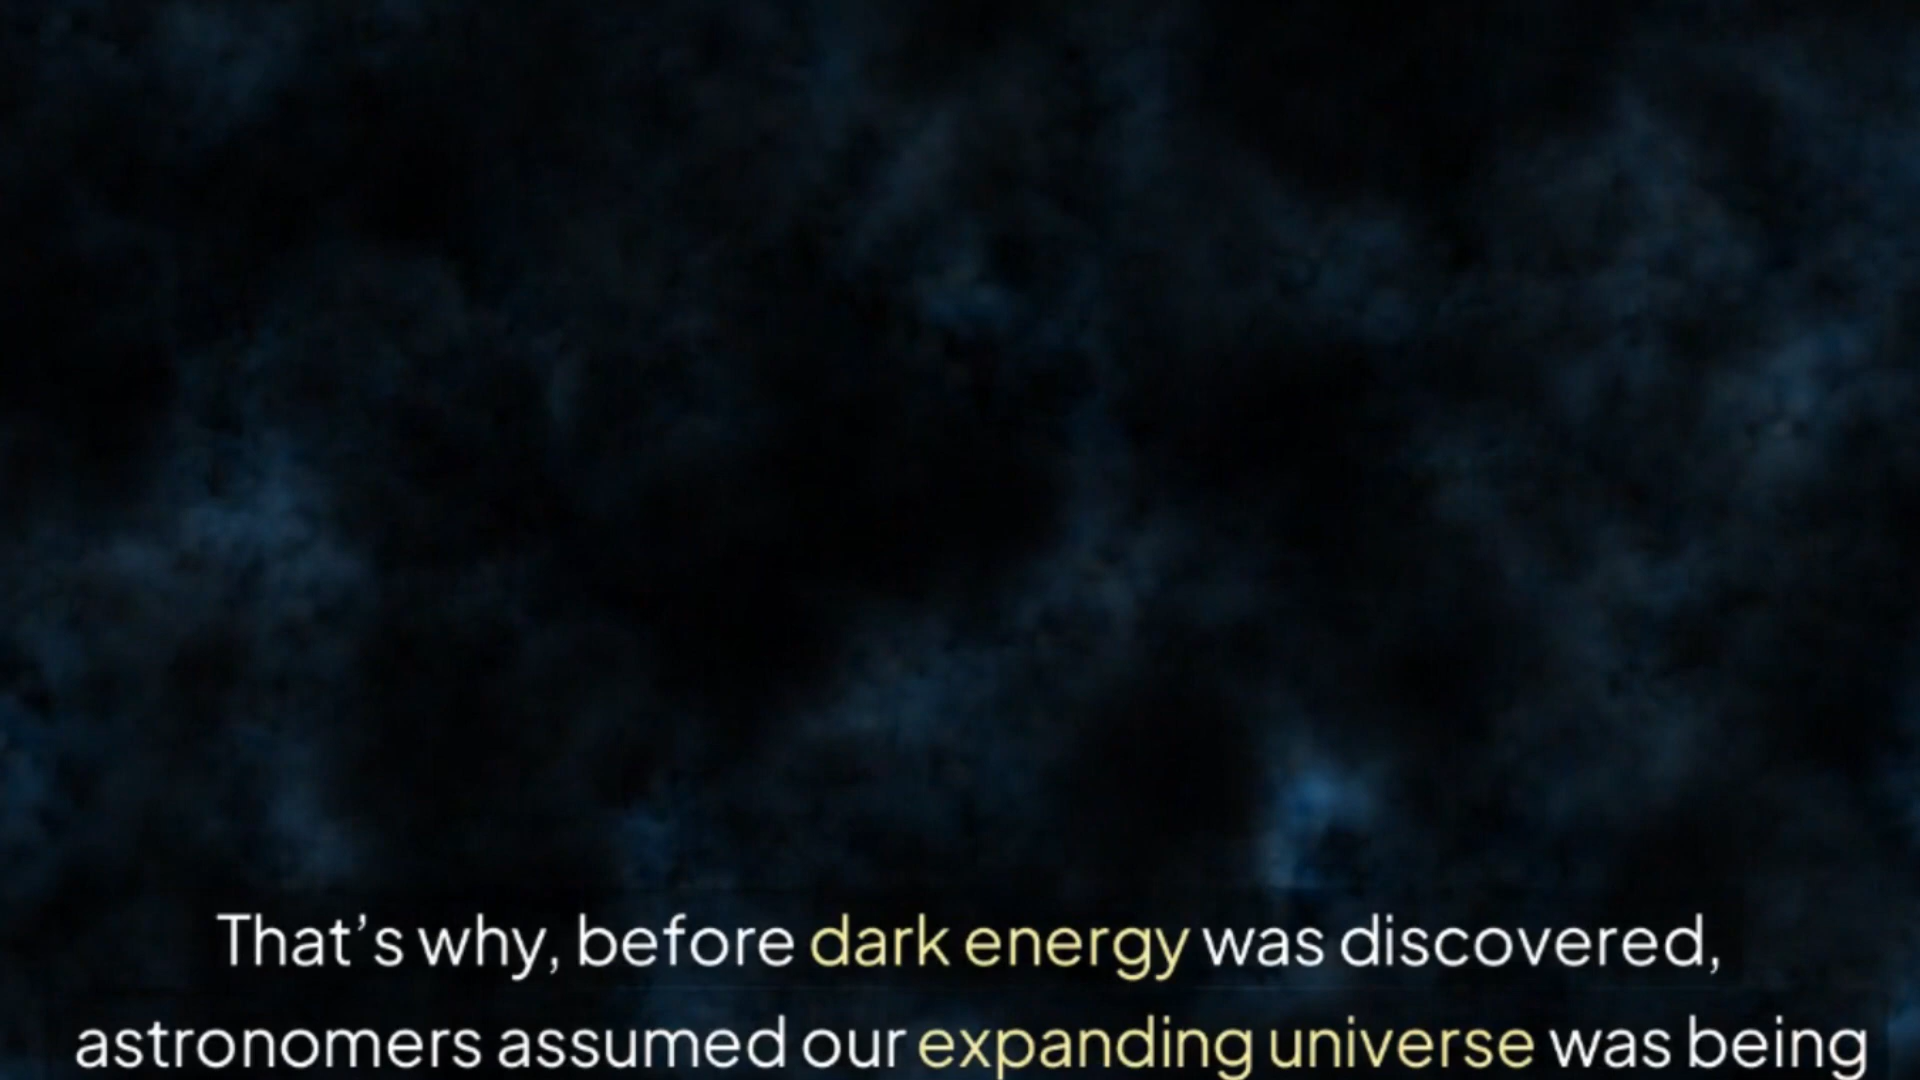 That’s why, before dark energy was discovered,
astronomers assumed our expanding universe was being